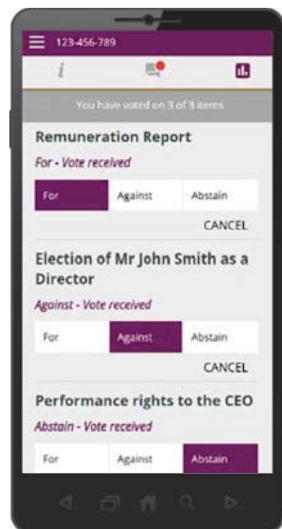 123-456-789
i
You have voted on 3 of 3 items
Remuneration Report
For - Vote received
For Against Abstain
CANCEL
Election of Mr John Smith as a
Director
Against - Vote received
For Against Abstain
CANCEL
Performance rights to the CEO
Abstain - Vote received
For Against Abstain